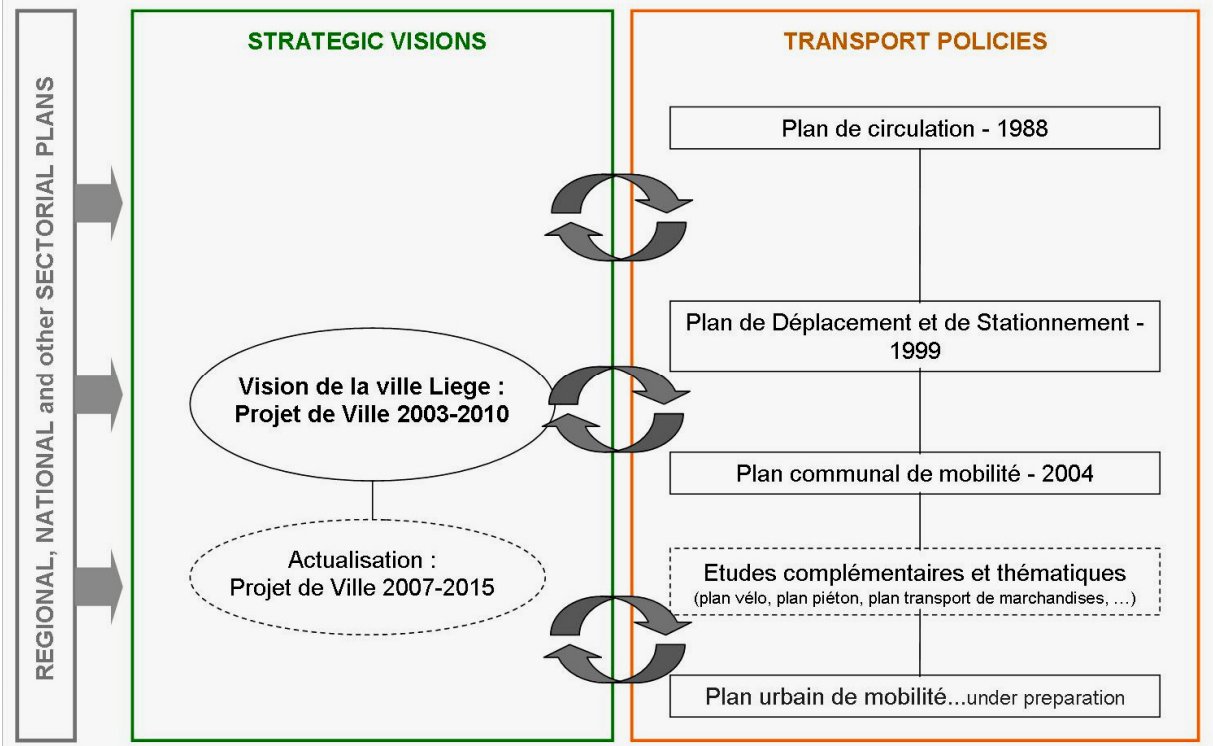 REGIONAL, NATIONAL and other SECTORIAL PLANS
STRATEGIC VISIONS
Vision de la ville Liege :
Projet de Ville 2003-2010
Actualisation :
Projet de Ville 2007-2015
TRANSPORT POLICIES
Plan de circulation - 1988
Plan de Déplacement et de Stationnement -
1999
Plan communal de mobilité - 2004
Etudes complémentaires et thématiques
(plan vélo, plan piéton, plan transport de marchandises, ...)
Plan urbain de mobilité...under preparation